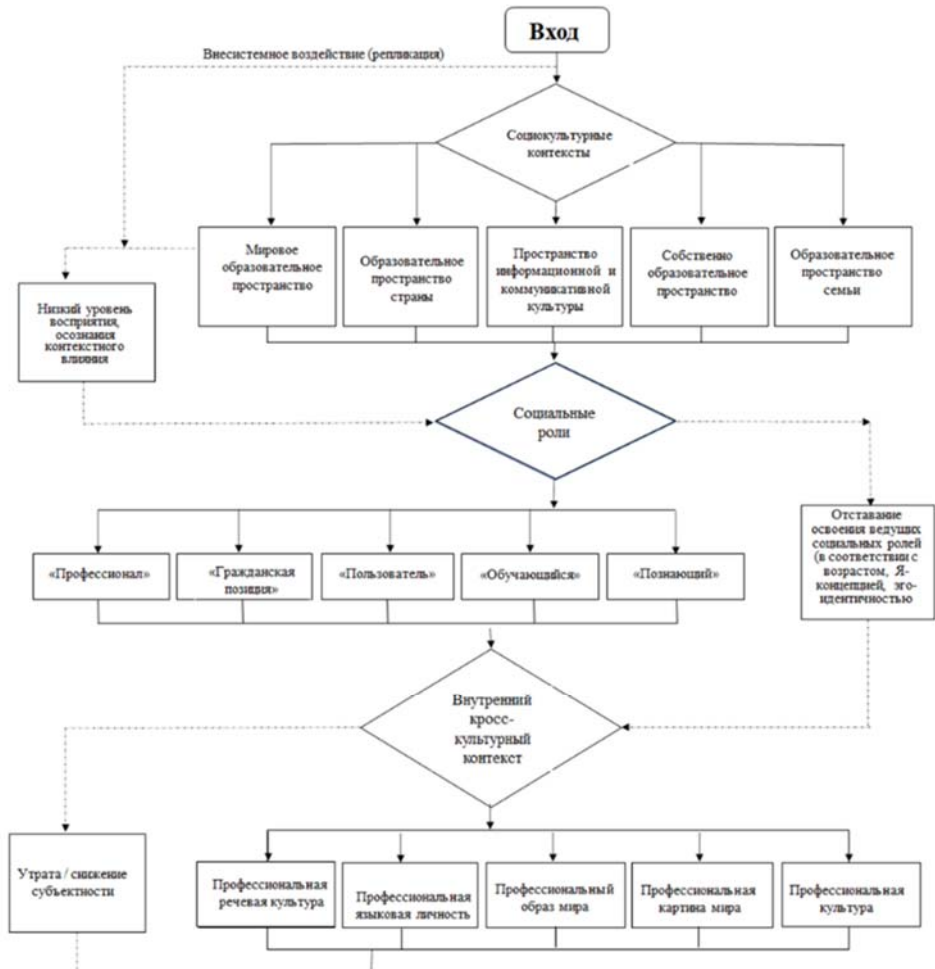 Вход
Внесистемное воздействие (репликация)
Социокультурные
контексты
Мировое
образовательное
пространство
Образовательное
пространство
страны
Пространство
информационной и
коммуникативной
культуры
Собственно
образовательное
пространство
Образовательное
пространство
семьи
Низкий уровень
восприятия,
осознания
контекстного
влияния
Социальные
роли
Отставание
освоения ведущих
социальных ролей
(в соответствии с
возрастом, Я-
концепцией, эго-
идентичностью
«Профессионал»
«Гражданская
позиция»
«Пользователь»
«Обучающийся»
«Познающий»
Внутренний
кросс-
культурный
контекст
Утрата / снижение
субъектности
Профессиональная
речевая культура
Профессиональная
языковая личность
Профессиональный
образ мира
Профессиональная
картина мира
Профессиональная
культура